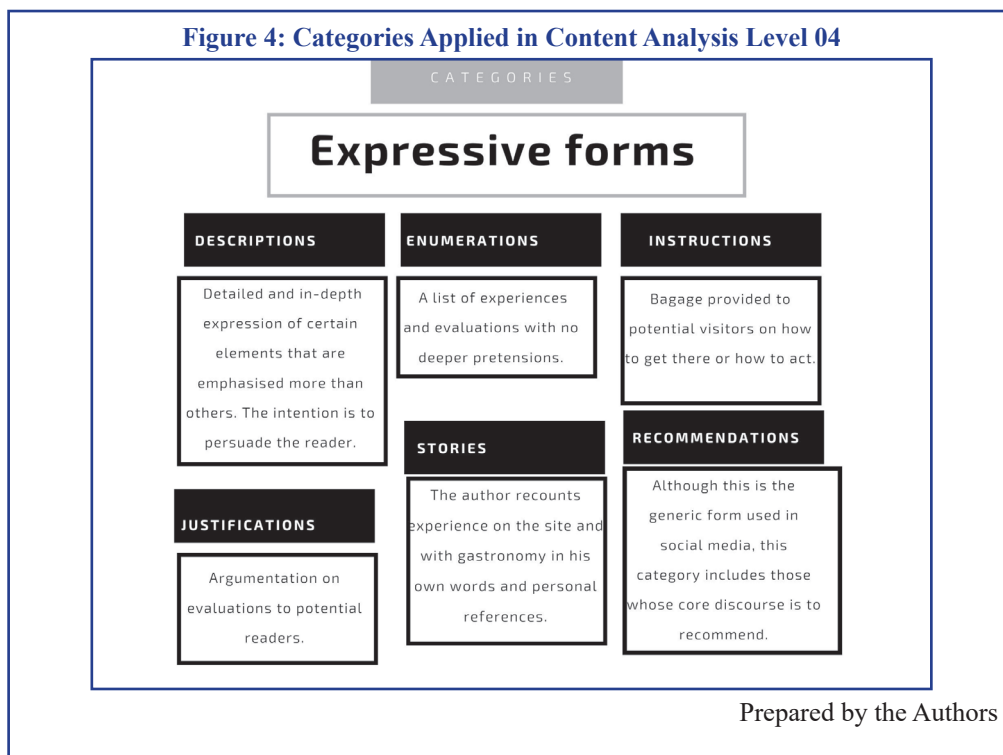 Figure 4: Categories Applied in Content Analysis Level 04
CATEGORIES
Expressive forms
DESCRIPTIONS
Detailed and in-depth
expression of certain
elements that are
emphasised more than
others. The intention is to
persuade the reader.
ENUMERATIONS
A list of experiences
and evaluations with no
deeper pretensions.
INSTRUCTIONS
Bagage provided to
potential visitors on how
to get there or how to act.
JUSTIFICATIONS
Argumentation on
evaluations to potential
readers.
STORIES
The author recounts
experience on the site and
with gastronomy in his
own words and personal
references.
RECOMMENDATIONS
Although this is the
generic form used in
social media, this
category includes those
whose core discourse is to
recommend.
Prepared by the Authors